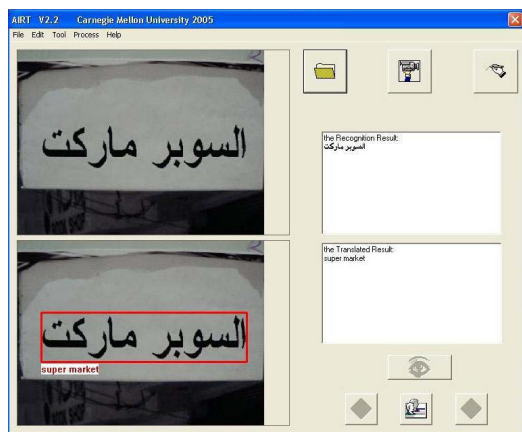 AIRT V2.2 Carnegie Mellon University 2005
File Edit Tool Process Help
السوبر ماركت
the Recognition Result:
السوبر ماركت
the Translated Result:
super market
السوبر ماركت
super market